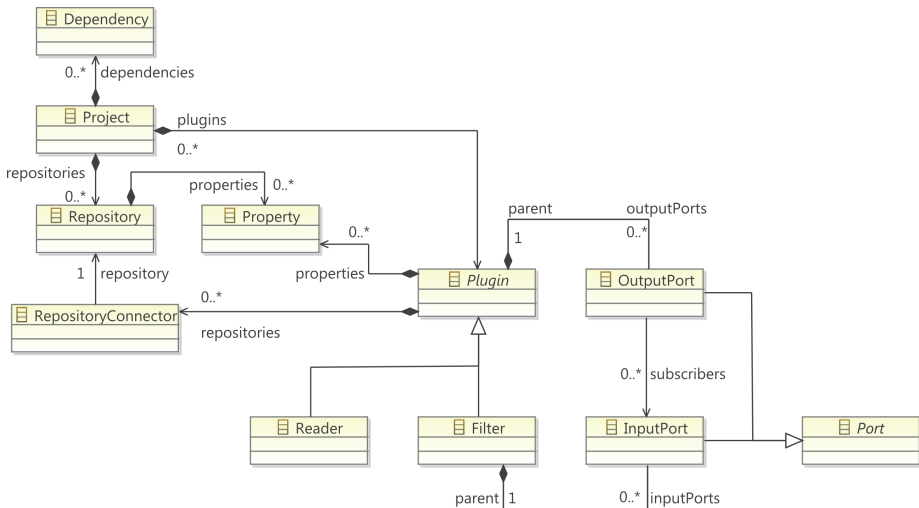 Dependency
0..* dependencies
Project
plugins
0..*
repositories
0..*
properties 0..*
Repository
Property
parent outputPorts
1 0..*
0..*
properties
Plugin
OutputPort
1 repository
0..*
RepositoryConnector
repositories
0..* subscribers
Reader
Filter
InputPort
Port
parent 1
0..* inputPorts